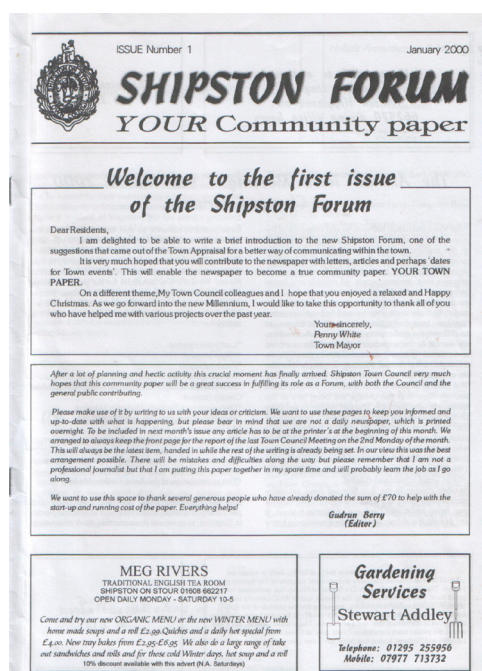 ISSUE Number 1
January 2000
SHIPSTON FORUM
YOUR Community paper
Welcome to the first issue
of the Shipston Forum
Dear Residents,
I am delighted to be able to write a brief introduction to the new Shipston Forum, one of the
suggestions that came out of the Town Appraisal for a better way of communicating within the town.
It is very much hoped that you will contribute to the newspaper with letters, articles and perhaps 'dates
for Town events'. This will enable the newspaper to become a true community paper. YOUR TOWN
PAPER.
On a different theme,My Town Council colleagues and I hope that you enjoyed a relaxed and Happy
Christmas. As we go forward into the new Millennium, I would like to take this opportunity to thank all of you
who have helped me with various projects over the past year.
Yours sincerely,
Penny White
Town Mayor
After a lot of planning and hectic activity this crucial moment has finally arrived. Shipston Town Council very much
hopes that this community paper will be a great success in fulfilling its role as a Forum, with both the Council and the
general public contributing.
Please make use of it by writing to us with your ideas or criticism. We want to use these pages to keep you informed and
up-to-date with what is happening, but please bear in mind that we are not a daily newspaper, which is printed
overnight. To be included in next month's issue any article has to be at the printer's at the beginning of this month. We
arranged to always keep the front page for the report of the last Town Council Meeting on the 2nd Monday of the month.
This will always be the latest item, handed in while the rest of the writing is already being set. In our view this was the best
arrangement possible. There will be mistakes and difficulties along the way but please remember that I am not a
professional journalist but that I am putting this paper together in my spare time and will probably learn the job as I go
along.
We want to use this space to thank several generous people who have already donated the sum of £70 to help with the
start-up and running cost of the paper. Everything helps!
Gudrun Berry
(Editor)
MEG RIVERS
TRADITIONAL ENGLISH TEA ROOM
SHIPSTON ON STOUR 01608 662217
OPEN DAILY MONDAY - SATURDAY 10-5
Come and try our new ORGANIC MENU or the new WINTER MENU with
home made soups and a roll £2.99.Quiches and a daily hot special from
£4.00. New tray bakes from £2.95-£6.95 We also do a large range of take
out sandwiches and rolls and for these cold Winter days, hot soup and a roll
10% discount available with this advert (N.A. Saturdays)
Gardening
Services
Stewart Addley
Telephone: 01295 255956
Mobile: 07977 713732